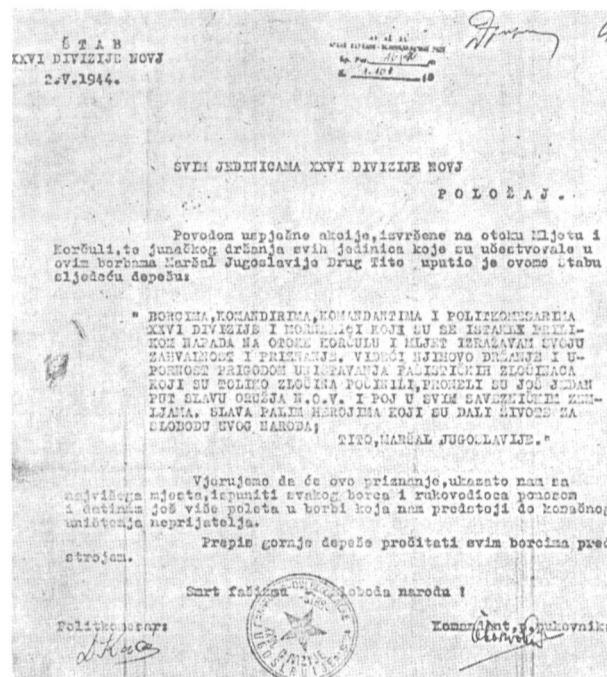 ŠTAB
XXVI DIVIZIJE NOVJ
2.V.1944.
SVIM JEDINICAMA XXVI DIVIZIJE NOVJ
POLOŽAJ.
Povodom uspješne akcije,izvršene na otoku Mljetu i
Korčuli,te junačkog držanja svih jedinica koje su učestvovale u
ovim borbama Maršal Jugoslavije Drug Tito uputio je ovome Štabu
sljedeću depešu:
" BORCIMA,KOMANDIRIMA,KOMANDANTIMA I POLITKOMESARIMA
XXVI DIVIZIJE I MORNARICI KOJI SU SE ISTAKLI PRILI-
KOM NAPADA NA OTOKE KORČULU I MLJET IZRAŽAVAM SVOJU
ZAHVALNOST I PRIZNANJE. VIDEĆI NJIHOVO DRŽANJE I U-
PORNOST PRIGODOM UNIŠTAVANJA FAŠISTIČKIH ZLOČINACA
KOJI SU TOLIKO ZLOČINA POČINILI,PRONELI SU JOŠ JEDAN
PUT SLAVU ORUŽJA N.O.V. I POJ U SVIM SAVEZNIČKIM ZEM-
LJAMA. SLAVA PALIM HEROJIMA KOJI SU DALI ŽIVOTE ZA
SLOBODU SVOG NARODA;
TITO,MARŠAL JUGOSLAVIJE."
Vjerujemo da će ovo priznanje,ukazato nam sa
najvišega mjesta,ispuniti svakog borca i rukovodioca ponosom
i još više poleta u borbi koja nam predstoji do konačnog
uništenja neprijatelja.
Prepis gornje depeše pročitati svim borcima pred
strojem.
Smrt fašizmu sloboda narodu !
Politkomesar:
Komandant, pukovnik: